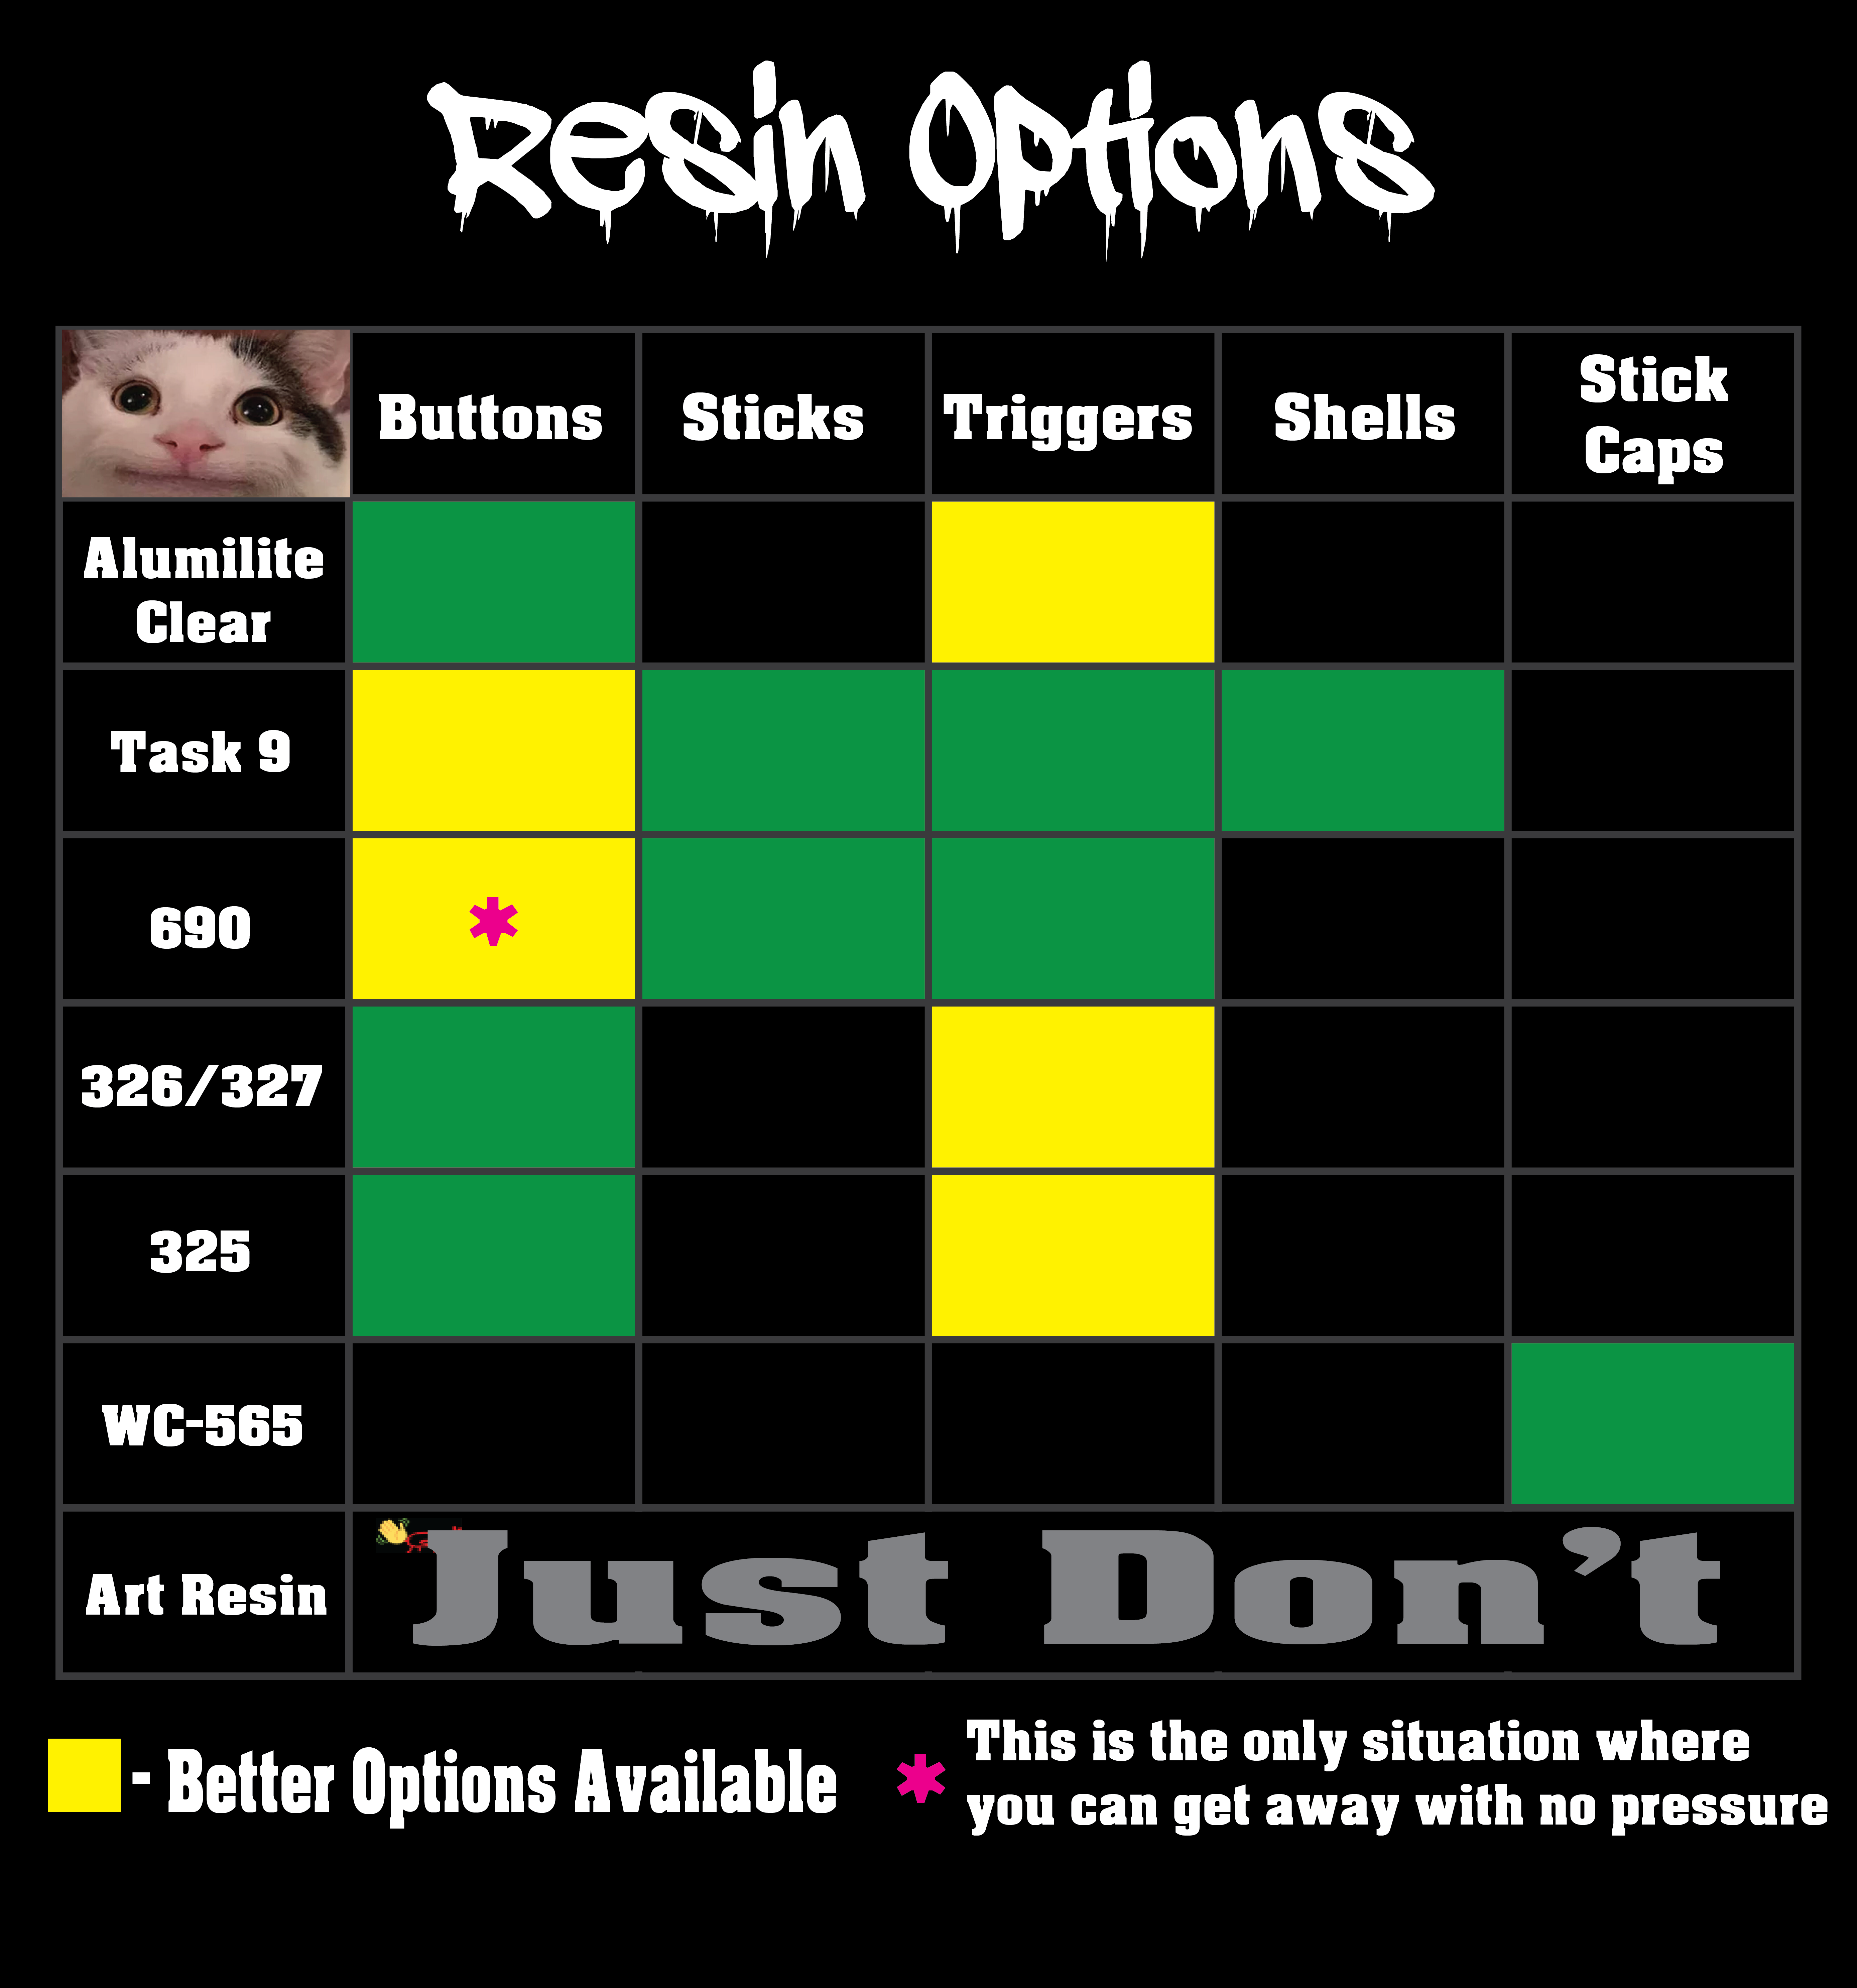 Resin Options
Buttons Sticks Triggers Shells Stick Caps
Alumilite
Clear
Task 9
690
*
326/327
325
WC-565
Art Resin Just Don’t
- Better Options Available
* This is the only situation where
you can get away with no pressure